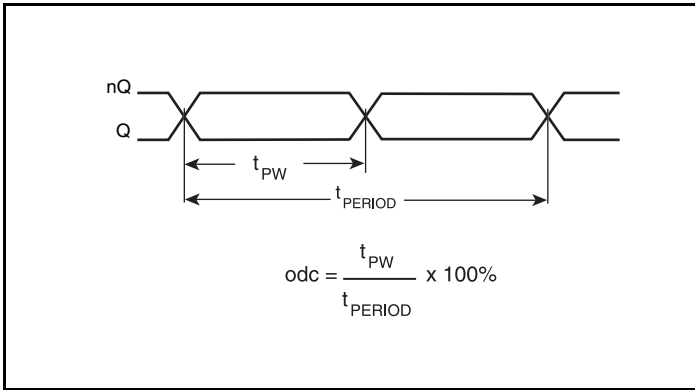 nQ
Q
tPW
tPERIOD
odc = tPW / tPERIOD x 100%